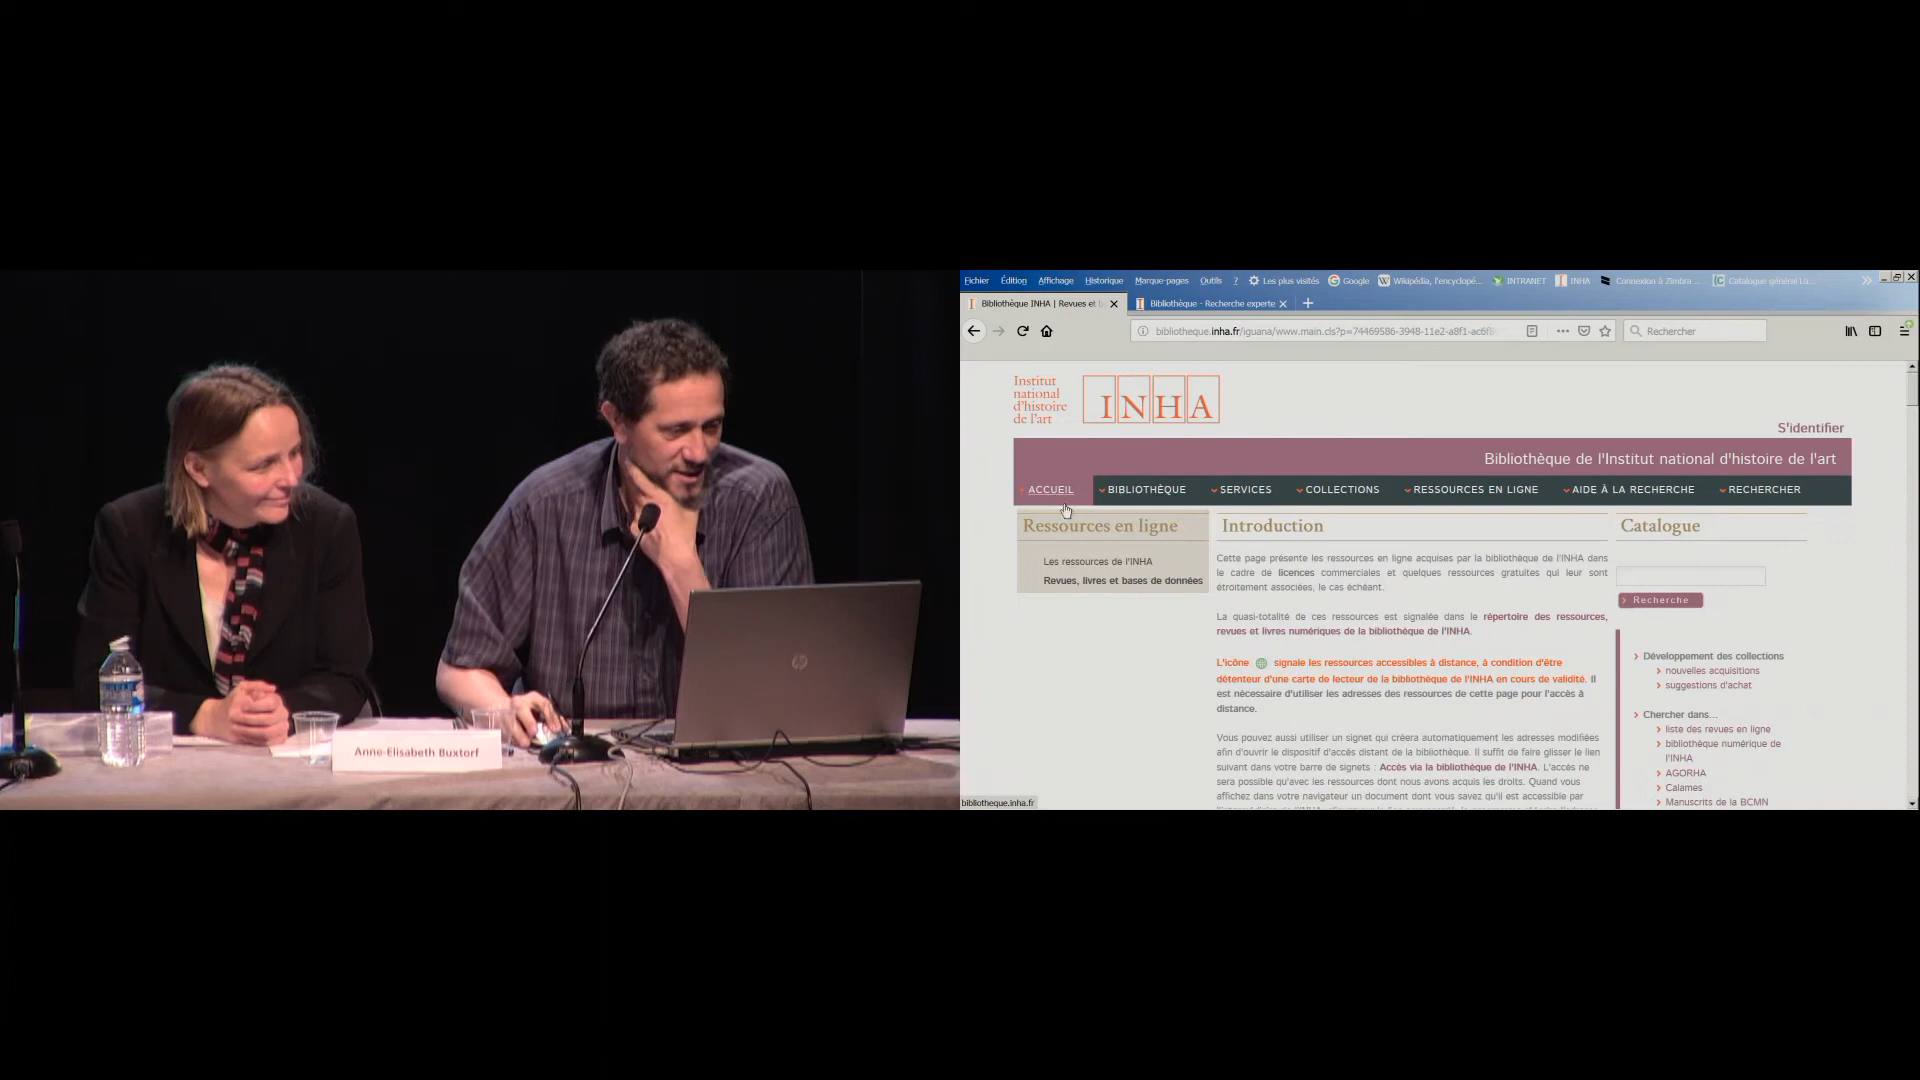 Anne-Elisabeth Buxtorf
hp
Fichier Édition Affichage Historique Marque-pages Outils ? Les plus visités Google Wikipédia, l'encyclopé... INTRANET INHA Connexion à Zimbra ... Catalogue général Lo...
Bibliothèque INHA | Revues et b
Bibliothèque - Recherche experte
bibliotheque.inha.fr/iguana/www.main.cls?p=74469586-3948-11e2-a8f1-ac6f8
Rechercher
Institut
national
d'histoire
de l'art
INHA
S'identifier
Bibliothèque de l'Institut national d'histoire de l'art
ACCUEIL BIBLIOTHÈQUE SERVICES COLLECTIONS RESSOURCES EN LIGNE AIDE À LA RECHERCHE RECHERCHER
Ressources en ligne
Les ressources de l'INHA
Revues, livres et bases de données
Introduction
Cette page présente les ressources en ligne acquises par la bibliothèque de l'INHA dans
le cadre de licences commerciales et quelques ressources gratuites qui leur sont
étroitement associées, le cas échéant.
La quasi-totalité de ces ressources est signalée dans le répertoire des ressources,
revues et livres numériques de la bibliothèque de l'INHA.
L'icône signale les ressources accessibles à distance, à condition d'être
détenteur d'une carte de lecteur de la bibliothèque de l'INHA en cours de validité. Il
est nécessaire d'utiliser les adresses des ressources de cette page pour l'accès à
distance.
Vous pouvez aussi utiliser un signet qui créera automatiquement les adresses modifiées
afin d'ouvrir le dispositif d'accès distant de la bibliothèque. Il suffit de faire glisser le lien
suivant dans votre barre de signets : Accès via la bibliothèque de l'INHA. L'accès ne
sera possible qu'avec les ressources dont nous avons acquis les droits. Quand vous
affichez dans votre navigateur un document dont vous savez qu'il est accessible par
Catalogue
Recherche
Développement des collections
nouvelles acquisitions
suggestions d'achat
Chercher dans...
liste des revues en ligne
bibliothèque numérique de
l'INHA
AGORHA
Calames
Manuscrits de la BCMN
bibliotheque.inha.fr